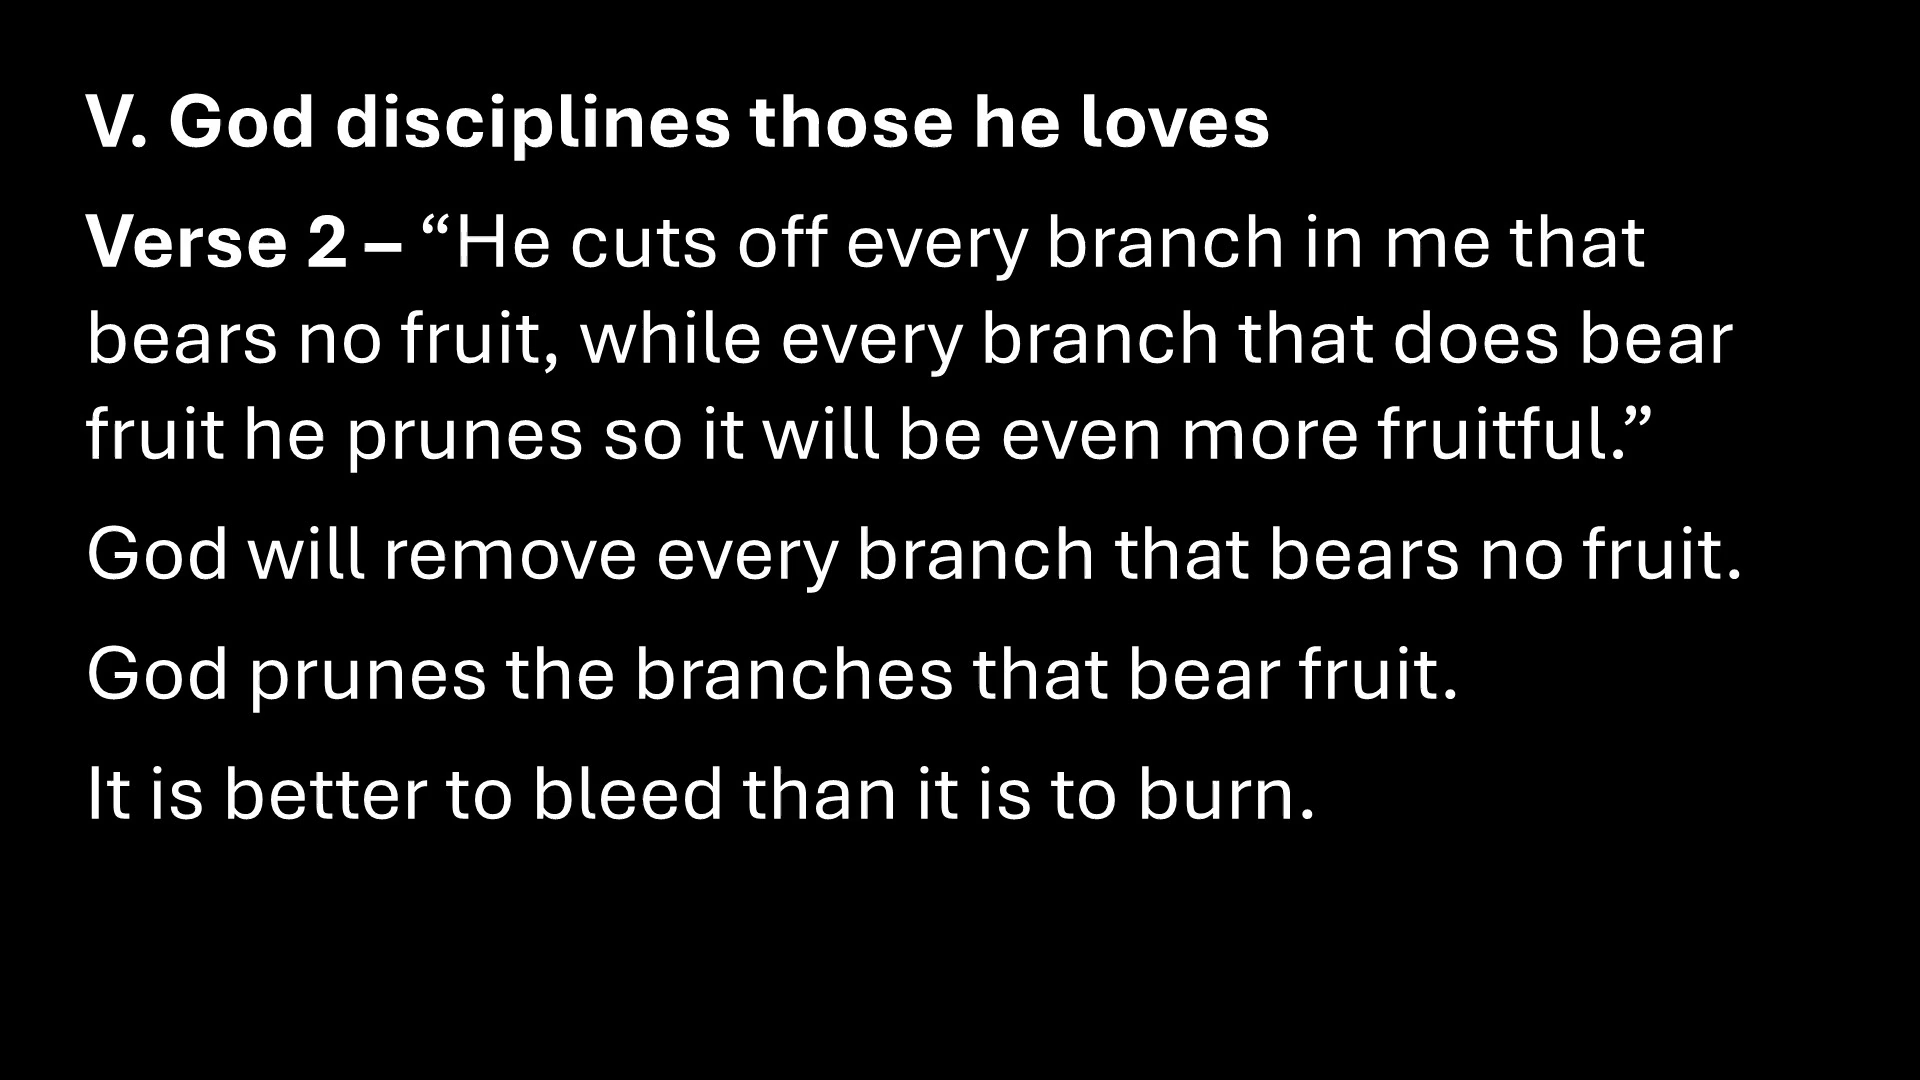 V. God disciplines those he loves
Verse 2 – “He cuts off every branch in me that
bears no fruit, while every branch that does bear
fruit he prunes so it will be even more fruitful.”
God will remove every branch that bears no fruit.
God prunes the branches that bear fruit.
It is better to bleed than it is to burn.